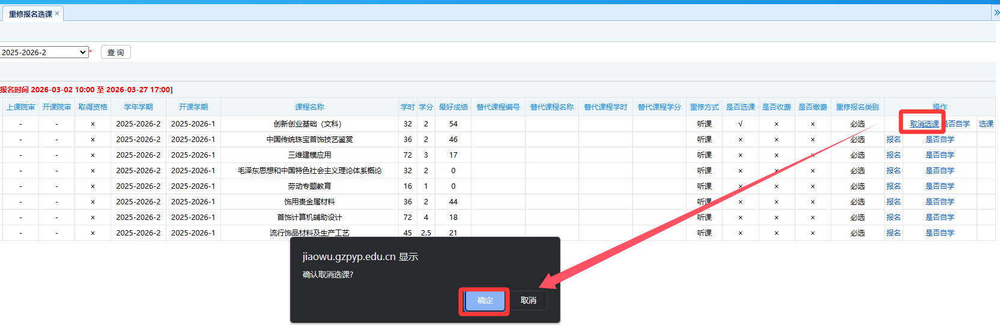 重修报名选课 ×
2025-2026-2 * 查 询
报名时间 2026-03-02 10:00 至 2026-03-27 17:00]
上课院审 开课院审 取得资格 学年学期 开课学期 课程名称 学时 学分 最好成绩 替代课程编号 替代课程名称 替代课程学时 替代课程学分 重修方式 是否选课 是否收费 是否缴费 重修报名类别 操作
- - × 2025-2026-2 2025-2026-1 创新创业基础（文科） 32 2 54 听课 √ × × 必选 取消选课 是否自学 选课
- - × 2025-2026-2 2025-2026-1 中国传统珠宝首饰技艺鉴赏 36 2 46 听课 × × × 必选 报名 是否自学
- - × 2025-2026-2 2025-2026-1 三维建模应用 72 3 17 听课 × × × 必选 报名 是否自学
- - × 2025-2026-2 2025-2026-1 毛泽东思想和中国特色社会主义理论体系概论 32 2 0 听课 × × × 必选 报名 是否自学
- - × 2025-2026-2 2025-2026-1 劳动专题教育 16 1 0 听课 × × × 必选 报名 是否自学
- - × 2025-2026-2 2025-2026-1 饰用贵金属材料 36 2 44 听课 × × × 必选 报名 是否自学
- - × 2025-2026-2 2025-2026-1 首饰计算机辅助设计 72 4 18 听课 × × × 必选 报名 是否自学
- - × 2025-2026-2 2025-2026-1 流行饰品材料及生产工艺 45 2.5 21 听课 × × × 必选 报名 是否自学
jiaowu.gzpyp.edu.cn 显示
确认取消选课?
确定 取消